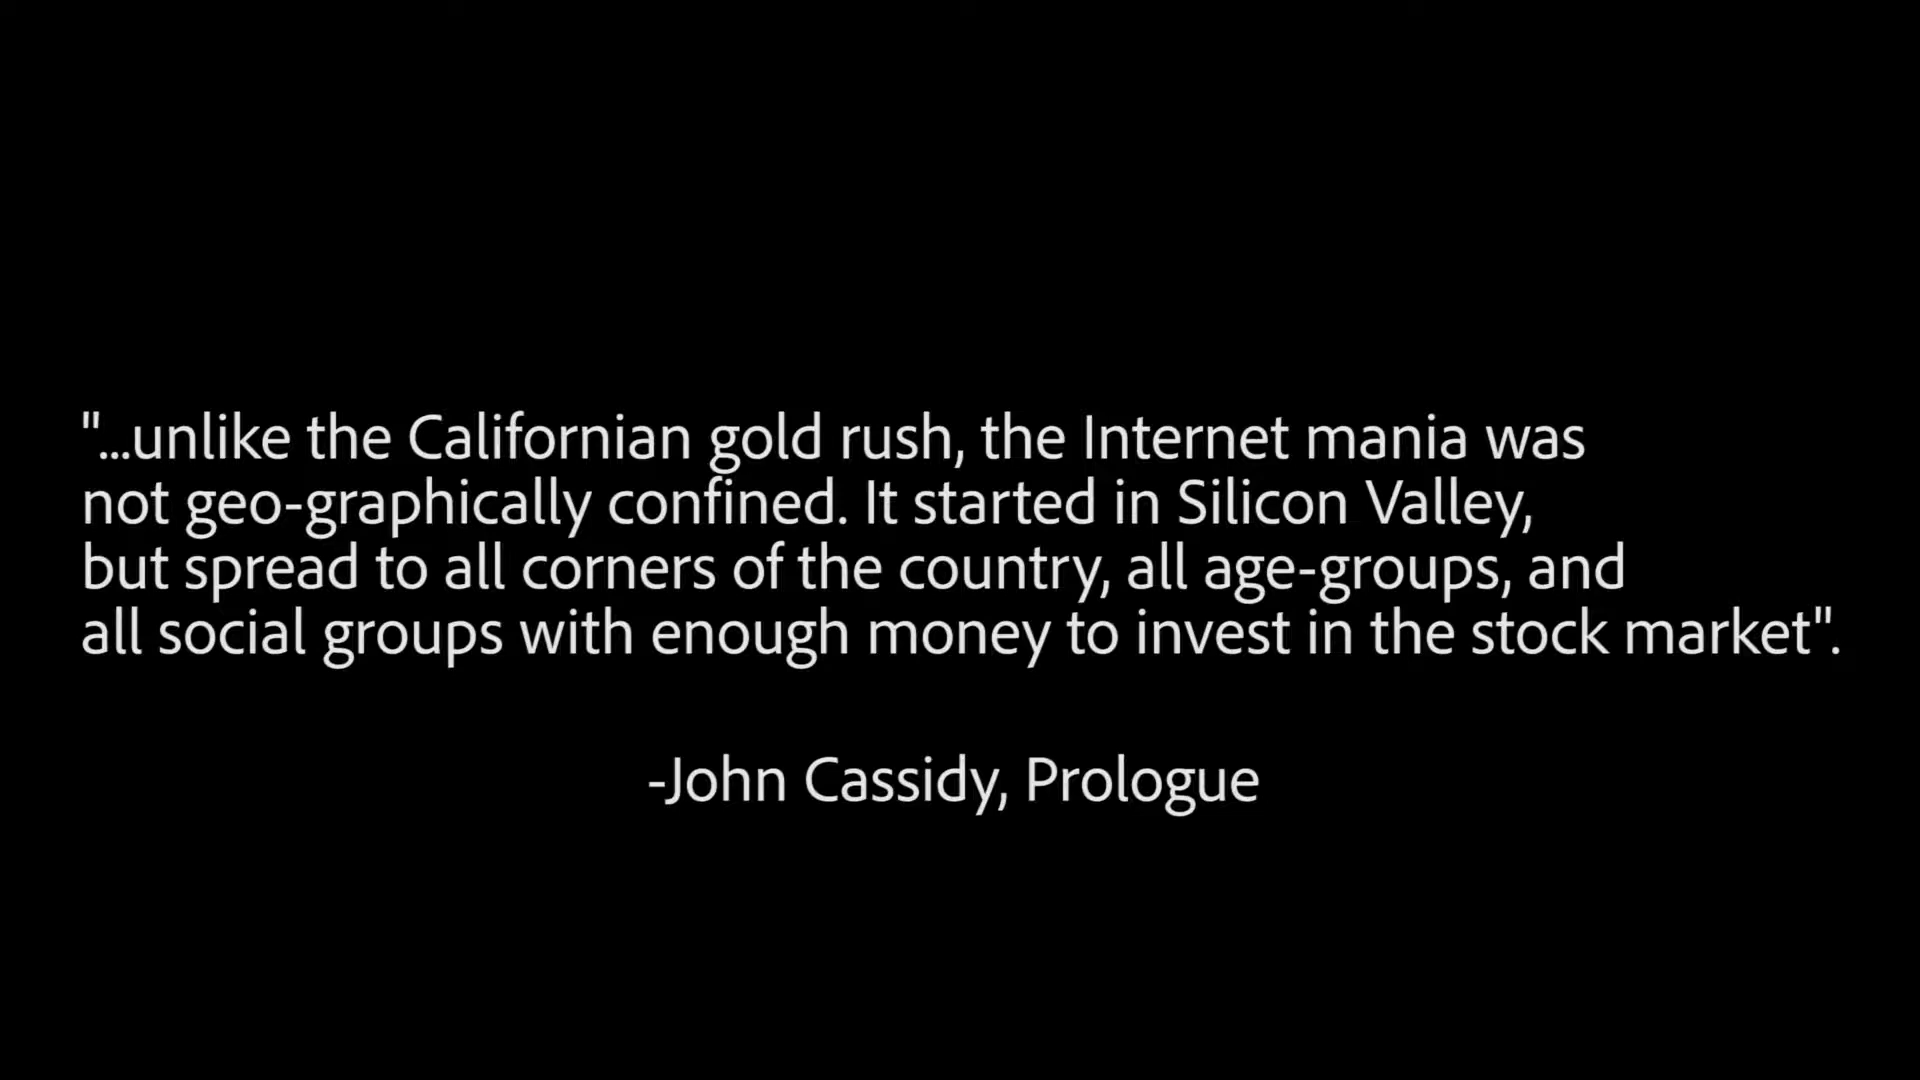 "...unlike the Californian gold rush, the Internet mania was
not geo-graphically confined. It started in Silicon Valley,
but spread to all corners of the country, all age-groups, and
all social groups with enough money to invest in the stock market".
-John Cassidy, Prologue